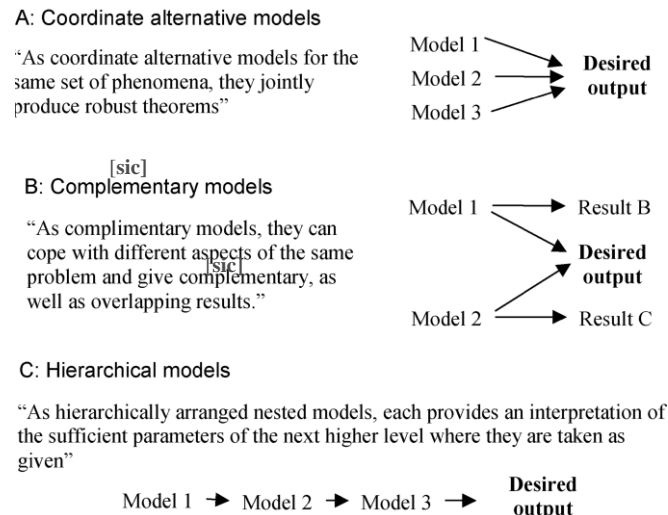 A: Coordinate alternative models
“As coordinate alternative models for the
same set of phenomena, they jointly
produce robust theorems”
Model 1
Model 2
Model 3
Desired
output
[sic]
B: Complementary models
“As complimentary models, they can
cope with different aspects of the same
problem and give complementary, as
[sic]
well as overlapping results.”
Model 1
Result B
Desired
output
Model 2
Result C
C: Hierarchical models
“As hierarchically arranged nested models, each provides an interpretation of
the sufficient parameters of the next higher level where they are taken as
given”
Model 1
Model 2
Model 3
Desired
output